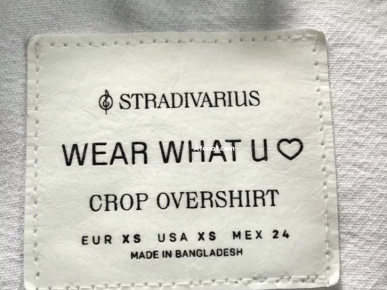 STRADIVARIUS
WEAR WHAT U ♡
CROP OVERSHIRT
EUR XS USA XS MEX 24
MADE IN BANGLADESH